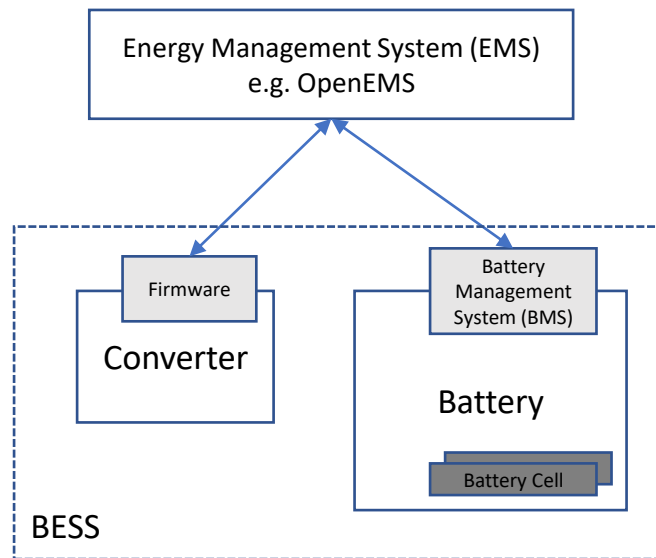 Energy Management System (EMS)
e.g. OpenEMS
Firmware
Converter
Battery
Management
System (BMS)
Battery
Battery Cell
BESS